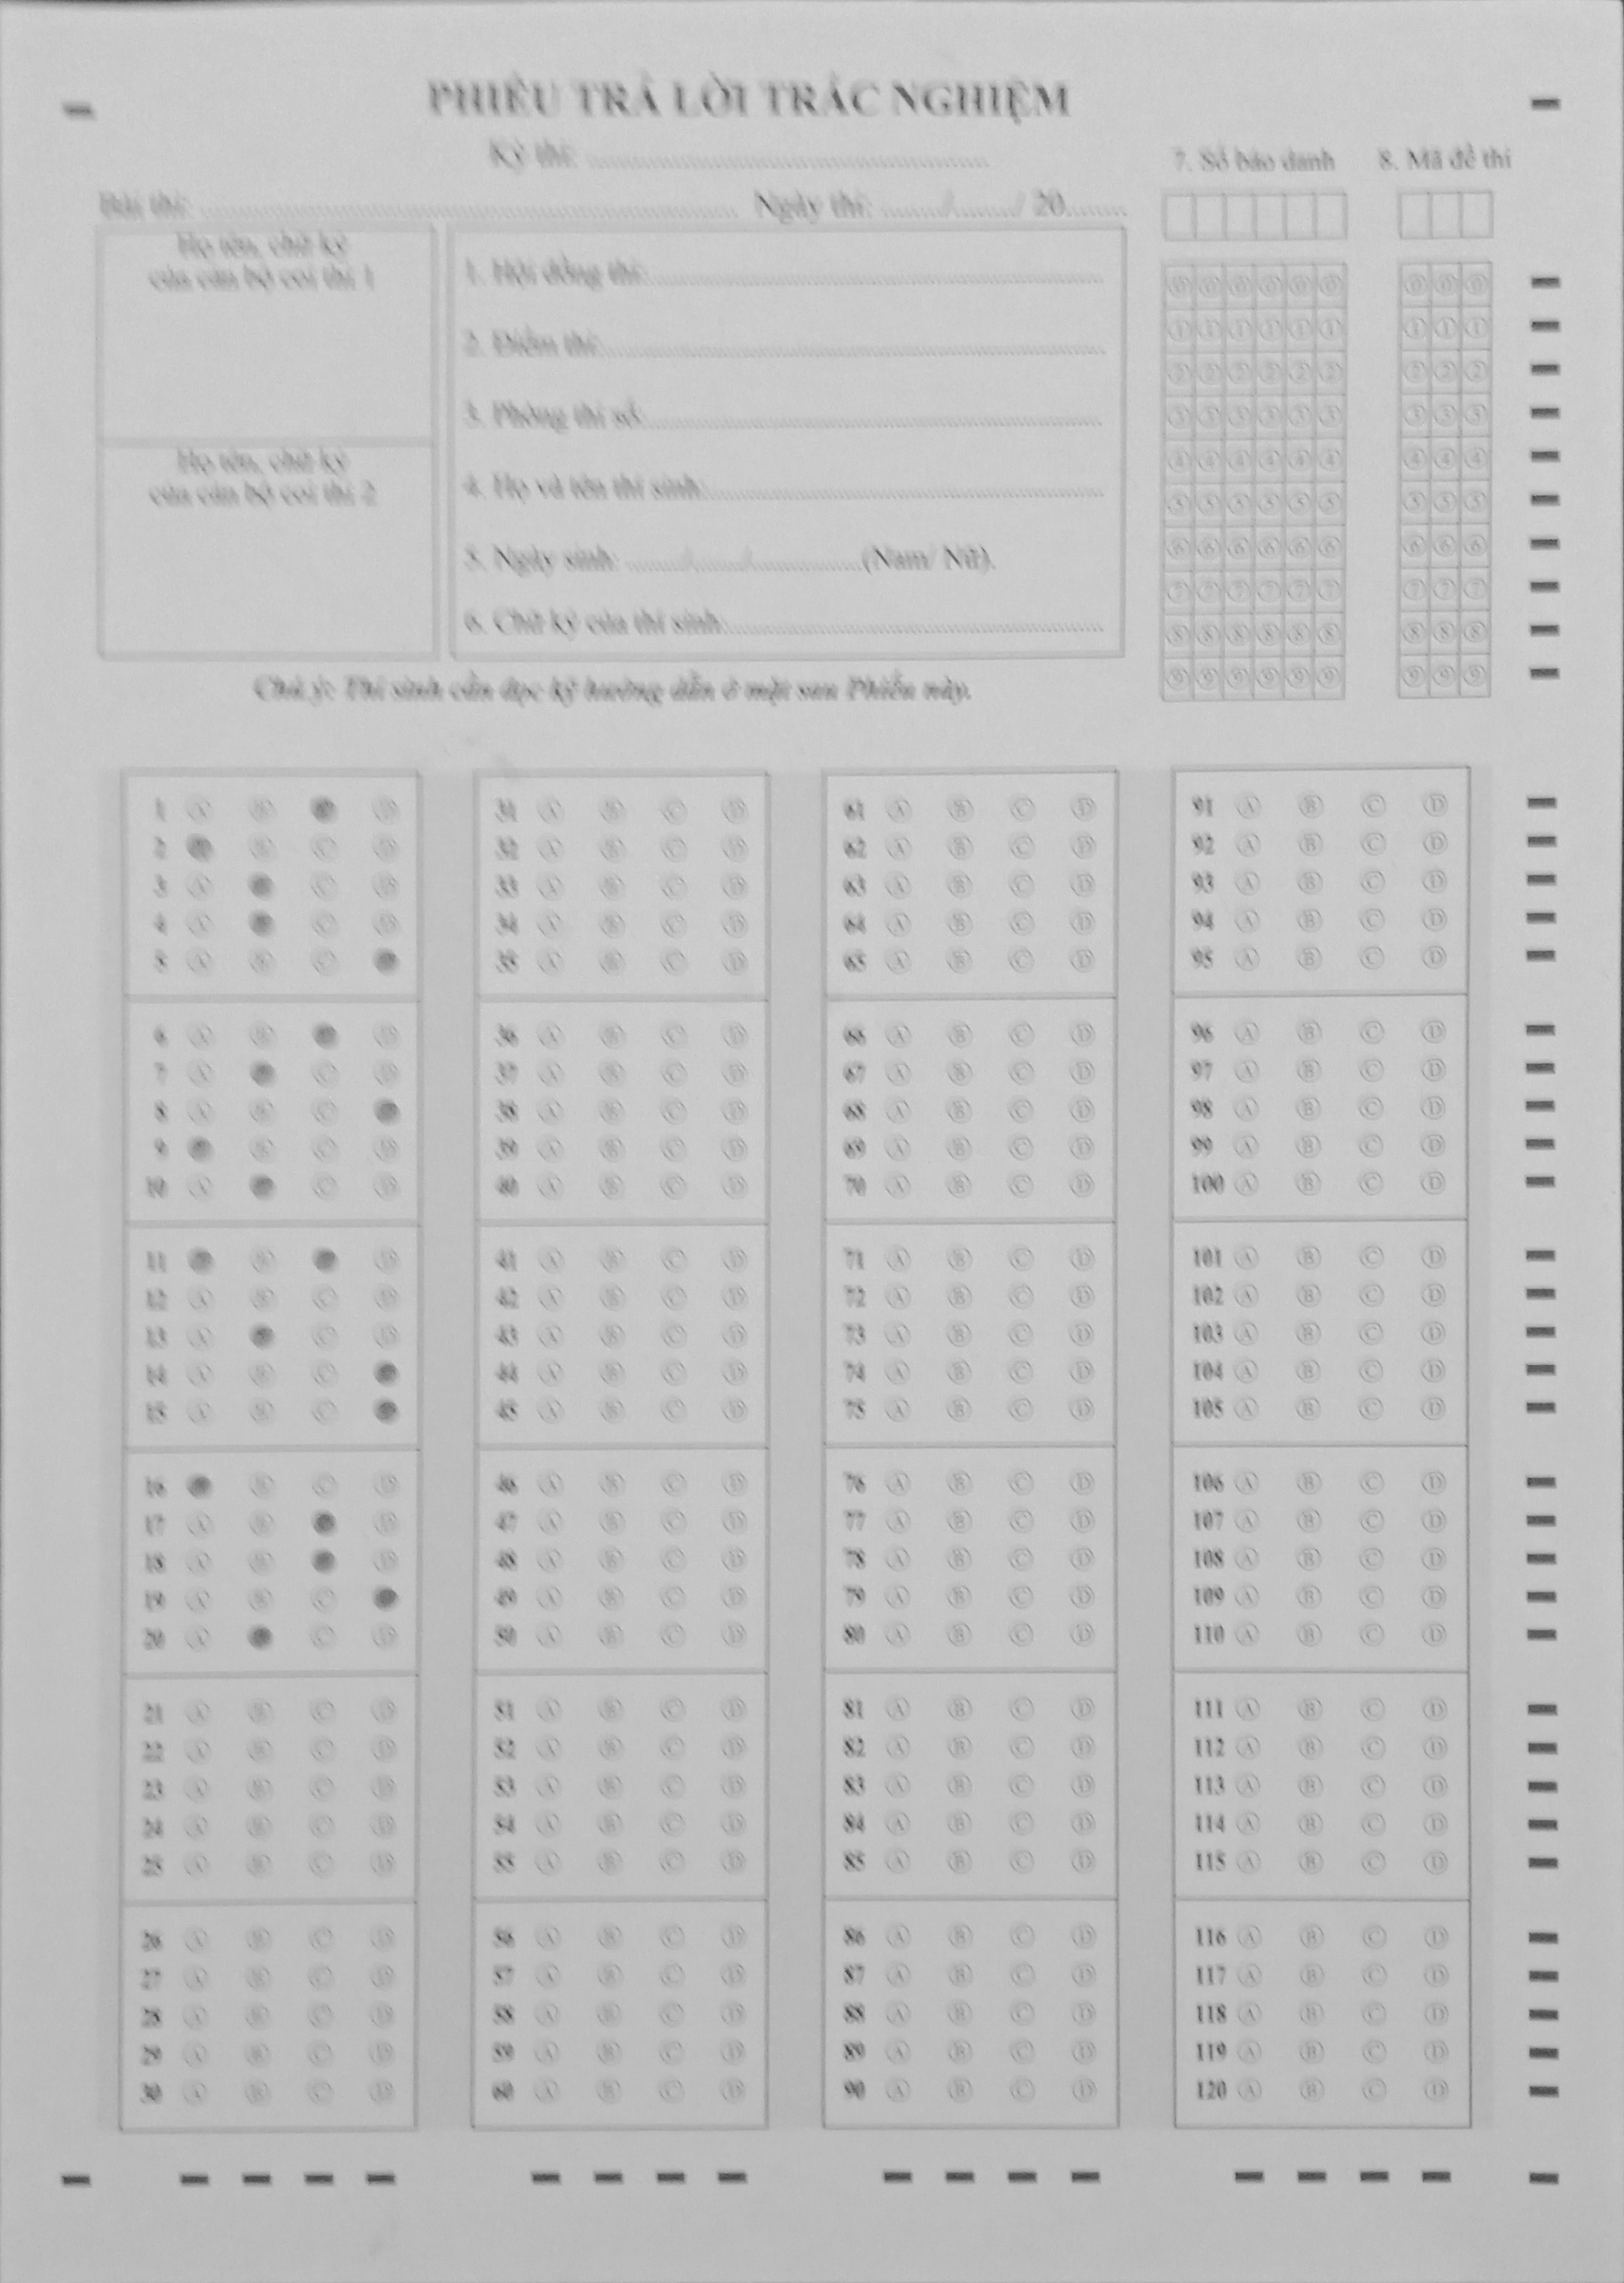 PHIẾU TRẢ LỜI TRẮC NGHIỆM
Kỳ thi: ........................................
7. Số báo danh
8. Mã đề thi
Bài thi: ........................................ Ngày thi: ......../......../ 20........
Họ tên, chữ ký
của cán bộ coi thi 1
Họ tên, chữ ký
của cán bộ coi thi 2
1. Hội đồng thi:........................................
2. Điểm thi:........................................
3. Phòng thi số:........................................
4. Họ và tên thí sinh:........................................
5. Ngày sinh: ......../......../................(Nam/ Nữ).
6. Chữ ký của thí sinh:........................................
0 0 0 0 0 0 0 0 0
1 1 1 1 1 1 1 1 1
2 2 2 2 2 2 2 2 2
3 3 3 3 3 3 3 3 3
4 4 4 4 4 4 4 4 4
5 5 5 5 5 5 5 5 5
6 6 6 6 6 6 6 6 6
7 7 7 7 7 7 7 7 7
8 8 8 8 8 8 8 8 8
9 9 9 9 9 9 9 9 9
Chú ý: Thí sinh cần đọc kỹ hướng dẫn ở mặt sau Phiếu này.
1 A B D
2 B C D
3 A C D
4 A C D
5 A B C
6 A B D
7 A C D
8 A B C
9 B C D
10 A C D
11 B D
12 A B C D
13 A C D
14 A B C
15 A B C
16 B C D
17 A B D
18 A B D
19 A B C
20 A C D
21 A B C D
22 A B C D
23 A B C D
24 A B C D
25 A B C D
26 A B C D
27 A B C D
28 A B C D
29 A B C D
30 A B C D
31 A B C D
32 A B C D
33 A B C D
34 A B C D
35 A B C D
36 A B C D
37 A B C D
38 A B C D
39 A B C D
40 A B C D
41 A B C D
42 A B C D
43 A B C D
44 A B C D
45 A B C D
46 A B C D
47 A B C D
48 A B C D
49 A B C D
50 A B C D
51 A B C D
52 A B C D
53 A B C D
54 A B C D
55 A B C D
56 A B C D
57 A B C D
58 A B C D
59 A B C D
60 A B C D
61 A B C D
62 A B C D
63 A B C D
64 A B C D
65 A B C D
66 A B C D
67 A B C D
68 A B C D
69 A B C D
70 A B C D
71 A B C D
72 A B C D
73 A B C D
74 A B C D
75 A B C D
76 A B C D
77 A B C D
78 A B C D
79 A B C D
80 A B C D
81 A B C D
82 A B C D
83 A B C D
84 A B C D
85 A B C D
86 A B C D
87 A B C D
88 A B C D
89 A B C D
90 A B C D
91 A B C D
92 A B C D
93 A B C D
94 A B C D
95 A B C D
96 A B C D
97 A B C D
98 A B C D
99 A B C D
100 A B C D
101 A B C D
102 A B C D
103 A B C D
104 A B C D
105 A B C D
106 A B C D
107 A B C D
108 A B C D
109 A B C D
110 A B C D
111 A B C D
112 A B C D
113 A B C D
114 A B C D
115 A B C D
116 A B C D
117 A B C D
118 A B C D
119 A B C D
120 A B C D